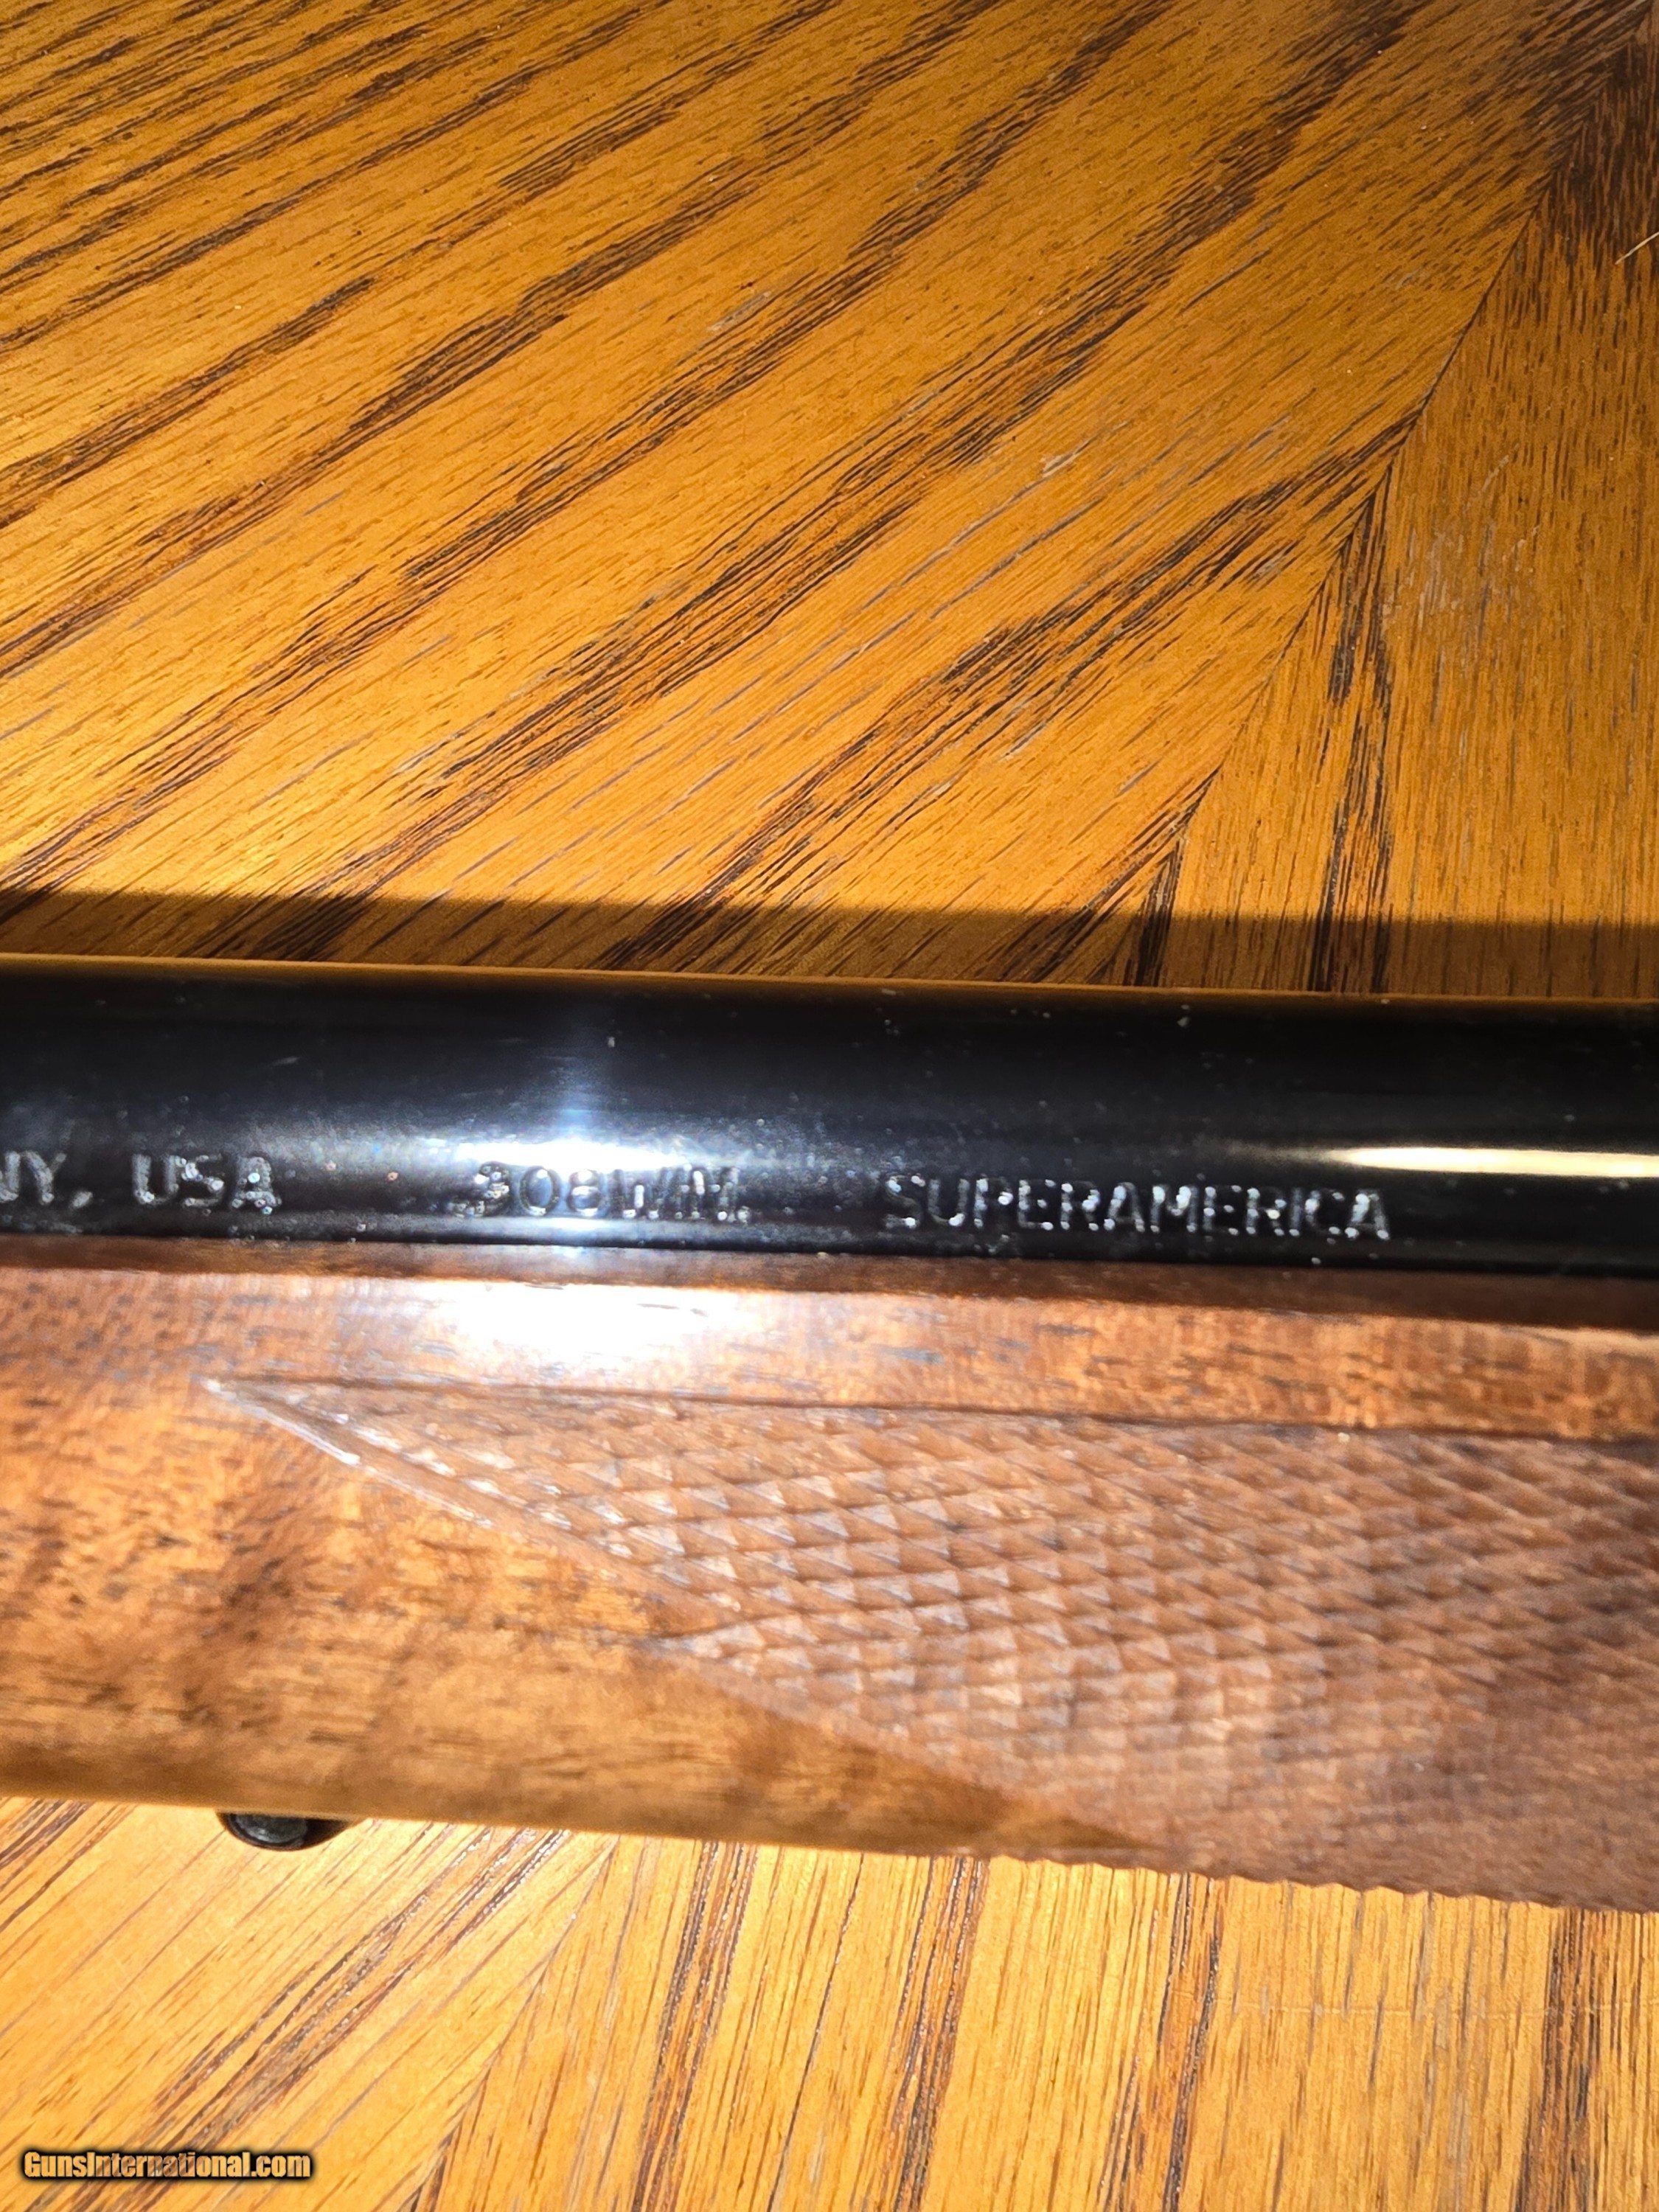 NY, USA 308WIN. SUPERAMERICA
GunsInternational.com